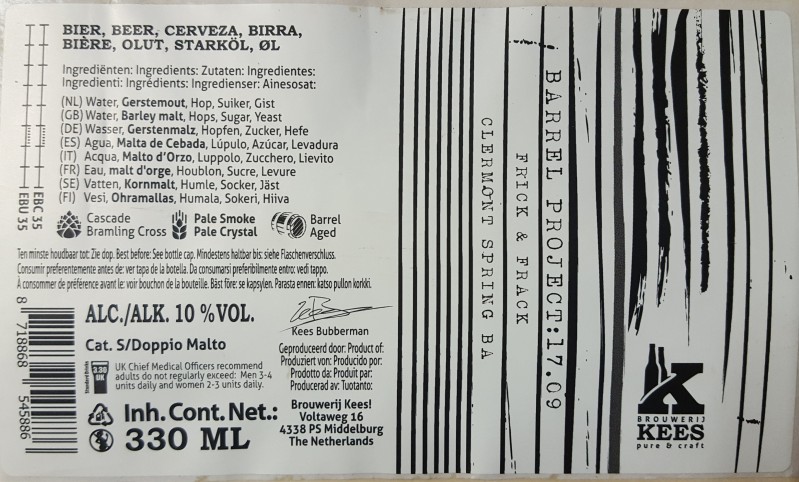 BIER, BEER, CERVEZA, BIRRA,
BIÈRE, OLUT, STARKÖL, ØL
Ingrediënten: Ingredients: Zutaten: Ingredientes:
Ingredienti: Ingrédients: Ingredienser: Ainesosat:
(NL) Water, Gerstemout, Hop, Suiker, Gist
(GB) Water, Barley malt, Hops, Sugar, Yeast
(DE) Wasser, Gerstenmalz, Hopfen, Zucker, Hefe
(ES) Agua, Malta de Cebada, Lúpulo, Azúcar, Levadura
(IT) Acqua, Malto d'Orzo, Luppolo, Zucchero, Lievito
(FR) Eau, malt d'orge, Houblon, Sucre, Levure
(SE) Vatten, Kornmalt, Humle, Socker, Jäst
(FI) Vesi, Ohramallas, Humala, Sokeri, Hiiva
EBC 35
EBU 35
Cascade
Bramling Cross
Pale Smoke
Pale Crystal
Barrel
Aged
Ten minste houdbaar tot: Zie dop. Best before: See bottle cap. Mindestens haltbar bis: siehe Flaschenverschluss.
Consumir preferentemente antes de: ver tapa de la botella. Da consumarsi preferibilmente entro: vedi tappo.
À consommer de préférence avant le: voir bouchon de la bouteille. Bäst före: se kapsylen. Parasta ennen: katso pullon korkki.
8 718868 545886
ALC./ALK. 10 %VOL.
Cat. S/Doppio Malto
Standard Drinks
3.30
UK
UK Chief Medical Officers recommend
adults do not regularly exceed: Men 3-4
units daily and women 2-3 units daily.
Inh.Cont.Net.:
330 ML
Kees Bubberman
Geproduceerd door: Product of:
Produziert von: Producido por:
Prodotto da: Produit par:
Producerad av: Tuotanto:
Brouwerij Kees!
Voltaweg 16
4338 PS Middelburg
The Netherlands
BARREL PROJECT:17.09
FRICK & FRACK
CLERMONT SPRING BA
K
BROUWERIJ
KEES
pure & craft